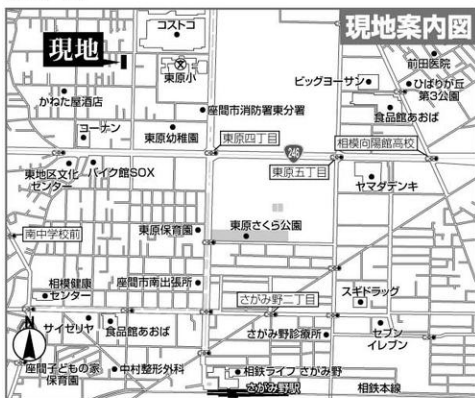 現地案内図
コストコ
現地
東原小
前田医院
ビッグヨーサン
ひばりが丘
第3公園
かねた屋酒店
座間市消防署東分署
食品館あおば
ヨーサン
東原幼稚園
東原四丁目
246
相模向陽館高校
東原五丁目
東地区文化
センター
バイク館SOX
ヤマダデンキ
南中学校前
東原保育園
東原さくら公園
相模健康
センター
座間市南出張所
さがみ野二丁目
スギドラッグ
サイゼリヤ
食品館あおば
さがみ野診療所
セブン
イレブン
N
座間子どもの家
保育園
中村整形外科
相鉄ライフさがみ野
さがみ野駅
相鉄本線